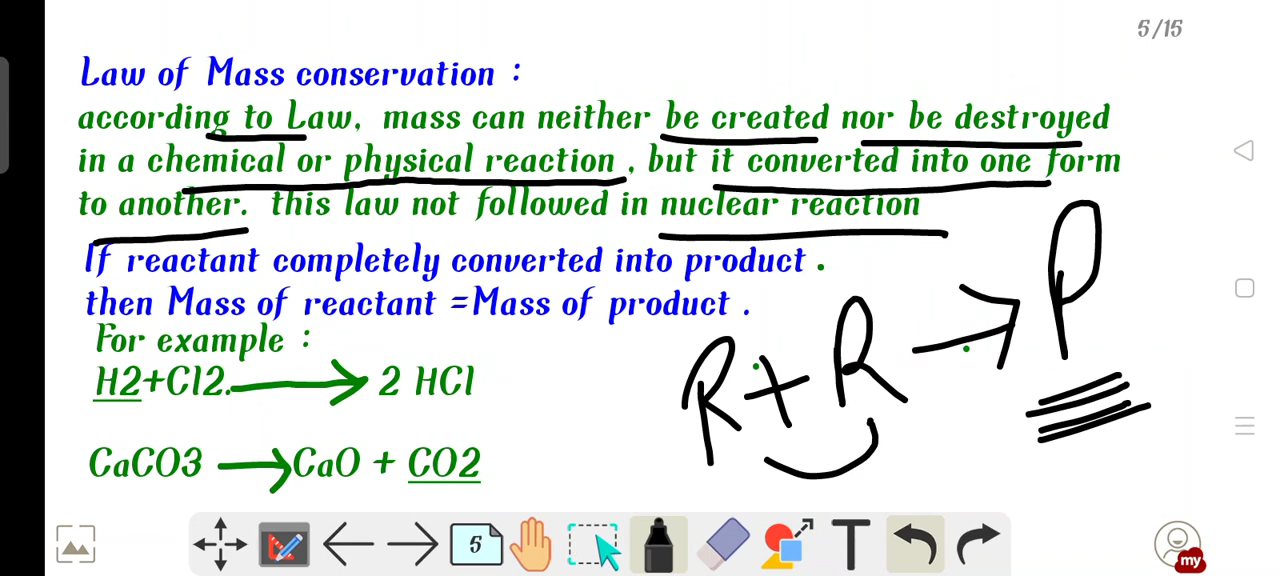 5/15
Law of Mass conservation :
according to Law, mass can neither be created nor be destroyed
in a chemical or physical reaction , but it converted into one form
to another. this law not followed in nuclear reaction
If reactant completely converted into product .
then Mass of reactant =Mass of product .
For example :
H2+Cl2. → 2 HCl
R + R → P
CaCO3 → CaO + CO2
5
T
my